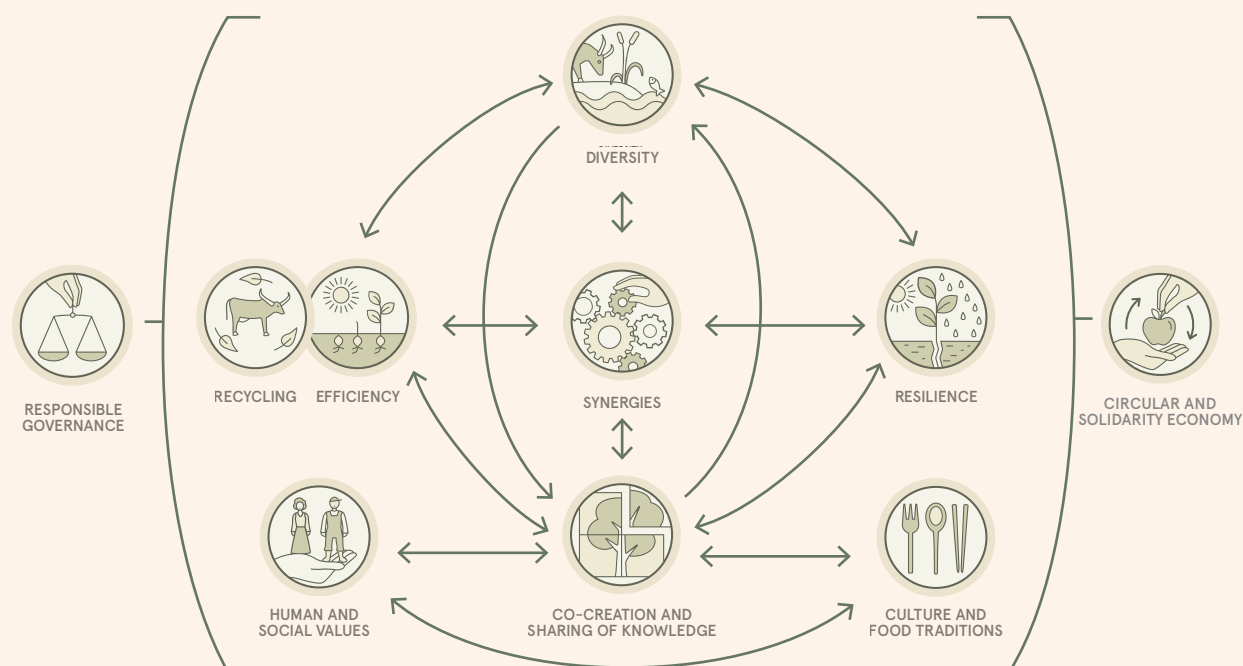 DIVERSITY
RECYCLING
EFFICIENCY
SYNERGIES
RESILIENCE
RESPONSIBLE
GOVERNANCE
CIRCULAR AND
SOLIDARITY ECONOMY
HUMAN AND
SOCIAL VALUES
CO-CREATION AND
SHARING OF KNOWLEDGE
CULTURE AND
FOOD TRADITIONS